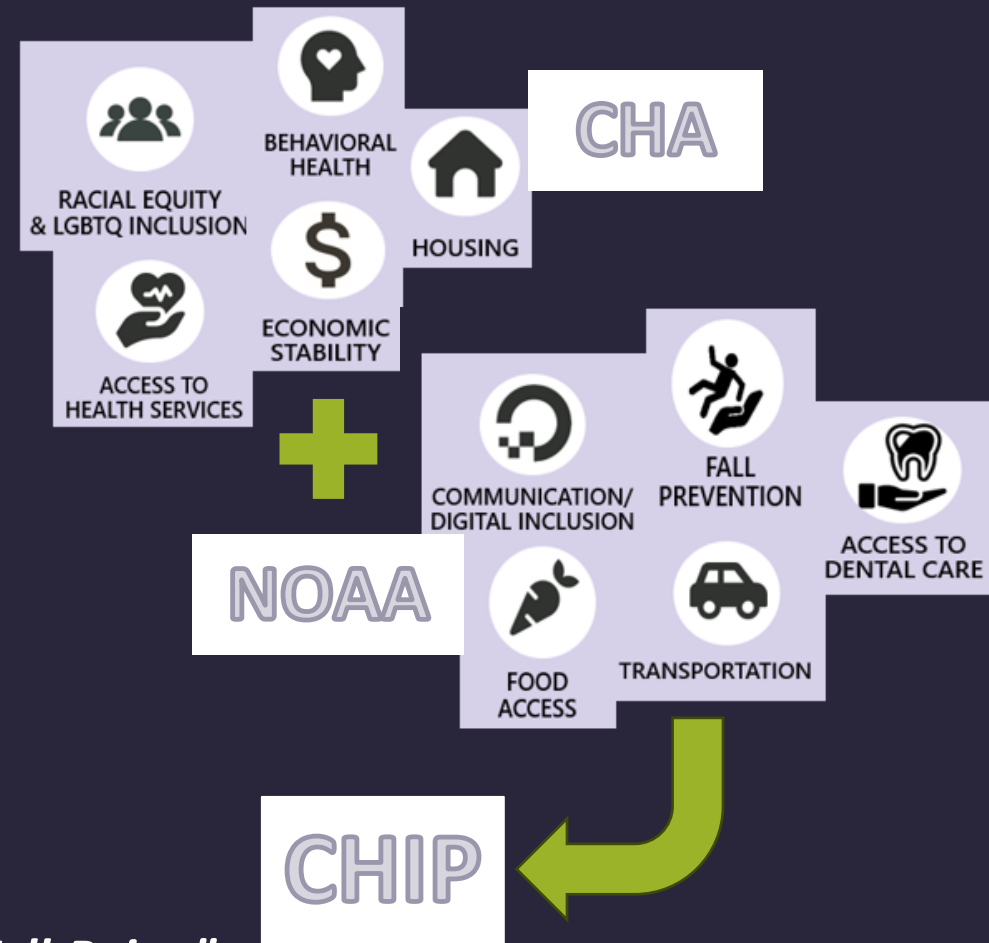 BEHAVIORAL
HEALTH
CHA
RACIAL EQUITY
& LGBTQ INCLUSION
HOUSING
ECONOMIC
STABILITY
ACCESS TO
HEALTH SERVICES
FALL
PREVENTION
COMMUNICATION/
DIGITAL INCLUSION
ACCESS TO
DENTAL CARE
NOAA
FOOD
ACCESS
TRANSPORTATION
CHIP